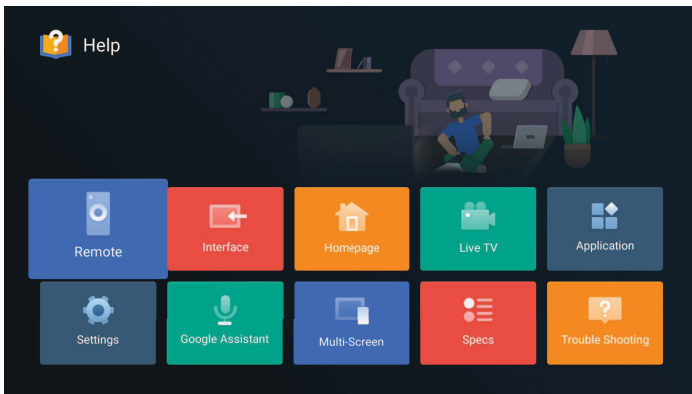 Help
Remote
Interface
Homepage
Live TV
Application
Settings
Google Assistant
Multi-Screen
Specs
Trouble Shooting